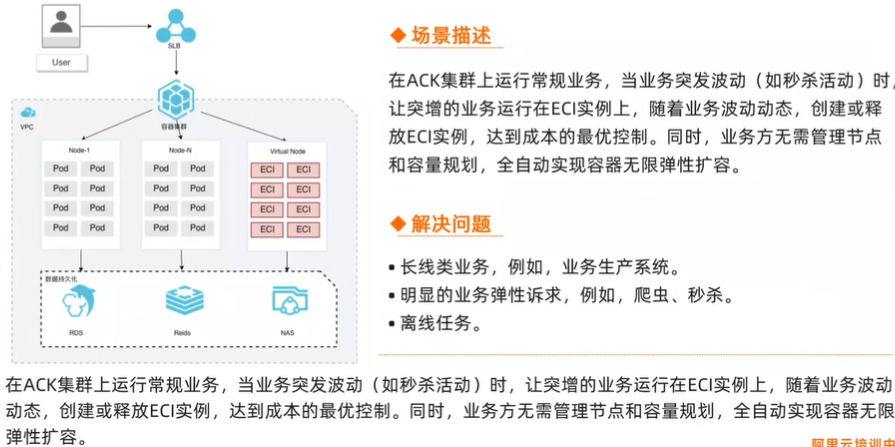 User
SLB
VPC
容器集群
Node-1
Node-N
Virtual Node
Pod Pod Pod Pod ECI ECI
Pod Pod Pod Pod ECI ECI
Pod Pod Pod Pod ECI ECI
Pod Pod Pod Pod ECI ECI
数据持久化
RDS
Reids
NAS
场景描述
在ACK集群上运行常规业务，当业务突发波动（如秒杀活动）时，
让突增的业务运行在ECI实例上，随着业务波动动态，创建或释
放ECI实例，达到成本的最优控制。同时，业务方无需管理节点
和容量规划，全自动实现容器无限弹性扩容。
解决问题
• 长线类业务，例如，业务生产系统。
• 明显的业务弹性诉求，例如，爬虫、秒杀。
• 离线任务。
在ACK集群上运行常规业务，当业务突发波动（如秒杀活动）时，让突增的业务运行在ECI实例上，随着业务波动
动态，创建或释放ECI实例，达到成本的最优控制。同时，业务方无需管理节点和容量规划，全自动实现容器无限
弹性扩容。
阿里云培训中